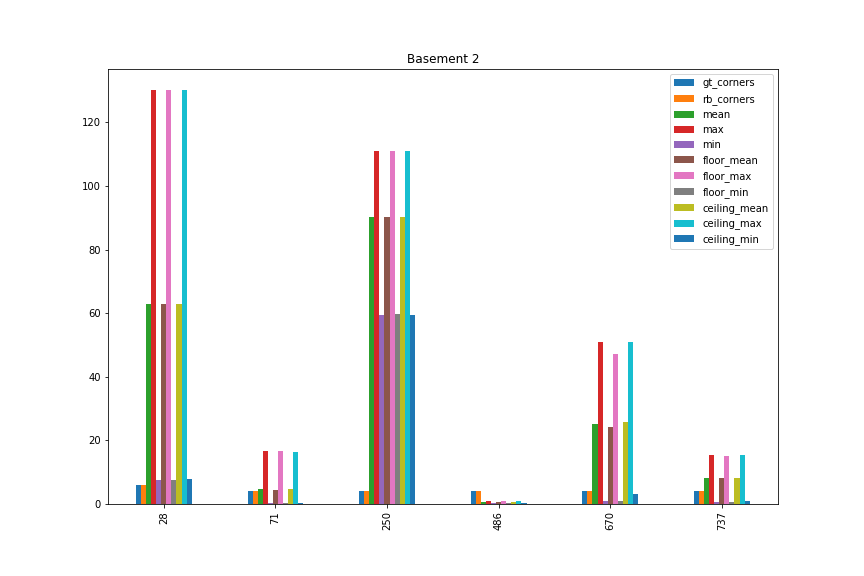 Basement 2
gt_corners
rb_corners
mean
max
min
floor_mean
floor_max
floor_min
ceiling_mean
ceiling_max
ceiling_min
120
100
80
60
40
20
0
28
71
250
486
670
737